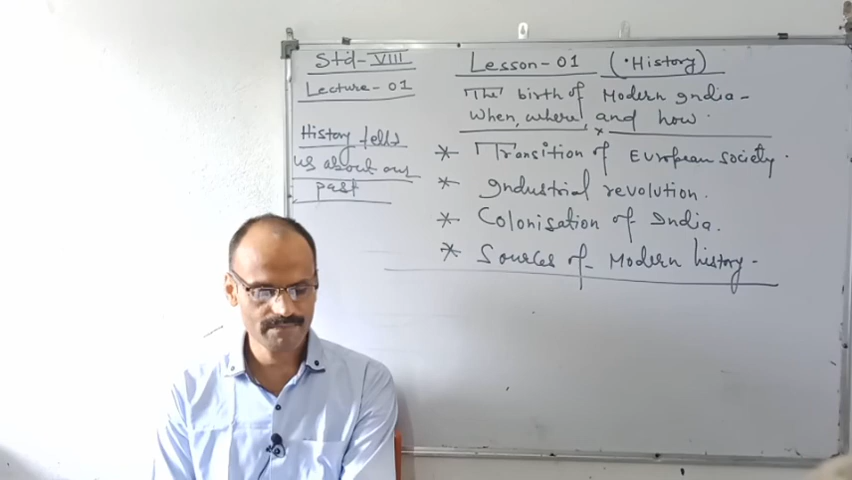 Std-VIII
Lecture-01
History tells
us about our
past
Lesson-01 (History)
The birth of Modern India-
When, where, and how.
* Transition of European society.
* Industrial revolution.
* Colonisation of India.
* Sources of Modern history-